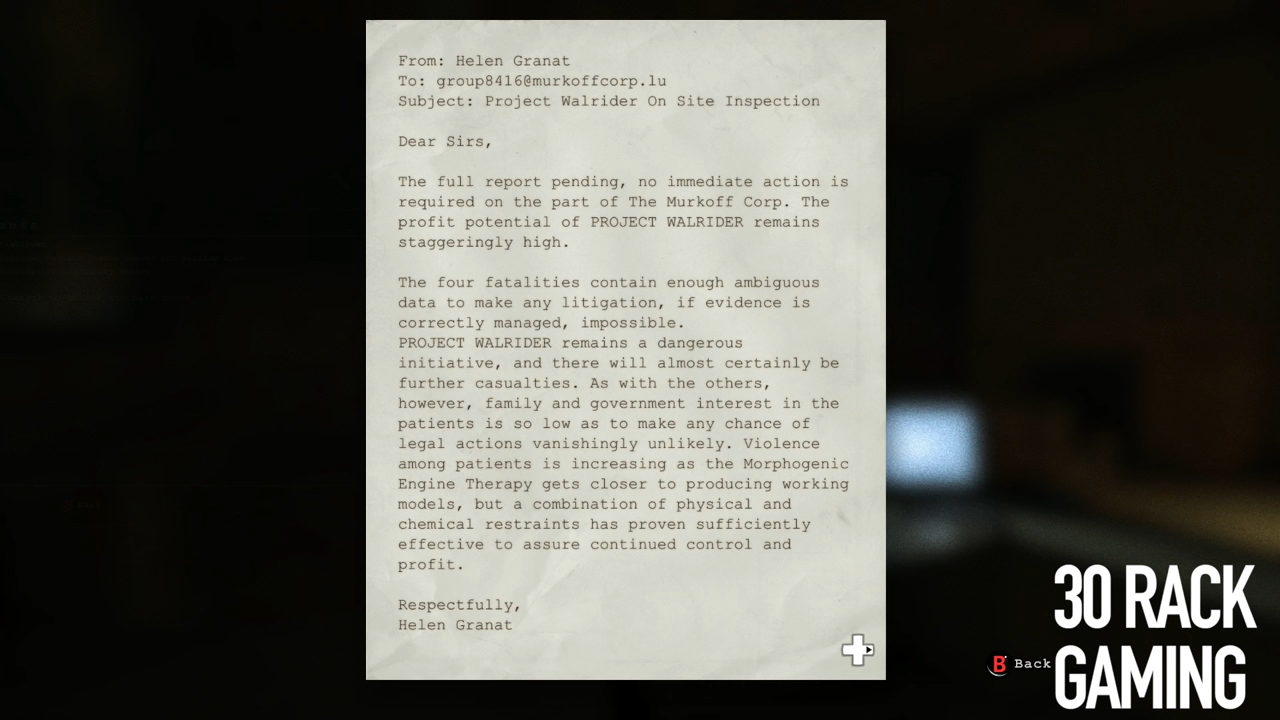 From: Helen Granat
To: group8416@murkoffcorp.lu
Subject: Project Walrider On Site Inspection
Dear Sirs,
The full report pending, no immediate action is
required on the part of The Murkoff Corp. The
profit potential of PROJECT WALRIDER remains
staggeringly high.
The four fatalities contain enough ambiguous
data to make any litigation, if evidence is
correctly managed, impossible.
PROJECT WALRIDER remains a dangerous
initiative, and there will almost certainly be
further casualties. As with the others,
however, family and government interest in the
patients is so low as to make any chance of
legal actions vanishingly unlikely. Violence
among patients is increasing as the Morphogenic
Engine Therapy gets closer to producing working
models, but a combination of physical and
chemical restraints has proven sufficiently
effective to assure continued control and
profit.
Respectfully,
Helen Granat
B Back
30 RACK
GAMING